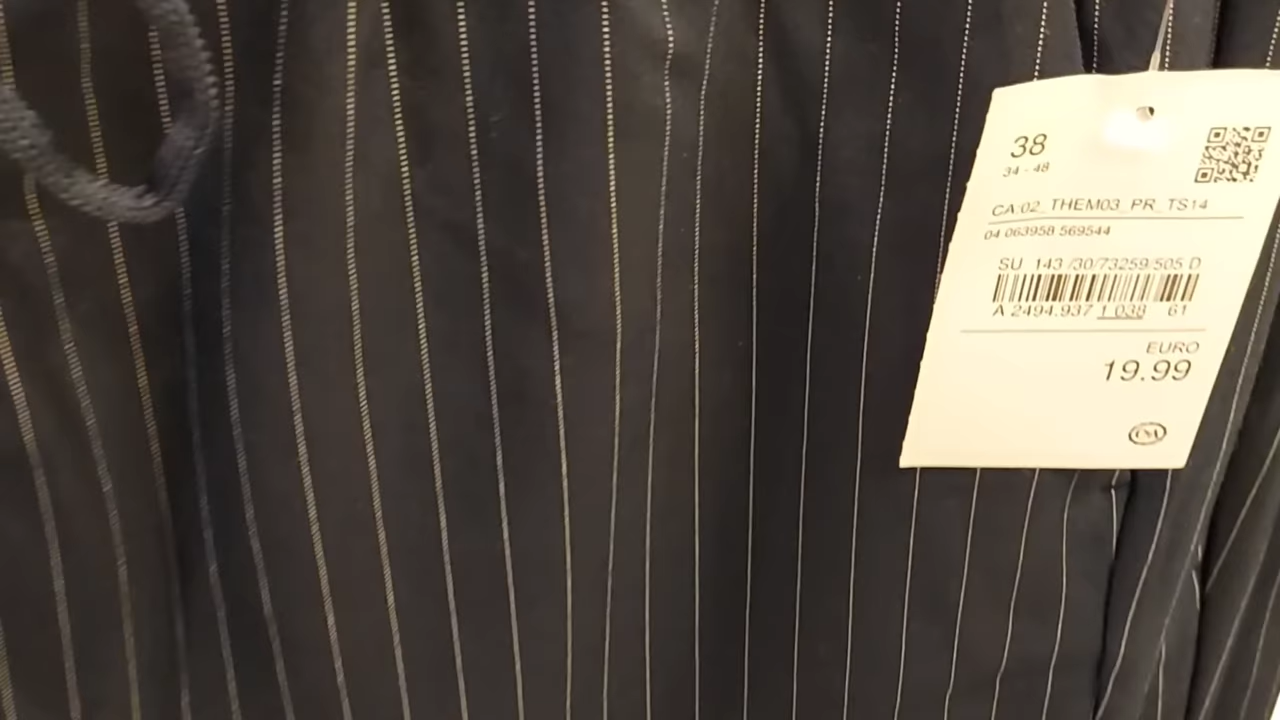 38
34 - 48
CA:02_THEM03_PR_TS14
04 063958 569544
SU 143 /30/73259/505 D
A 2494.937 1 038 61
EURO
19.99
C&A